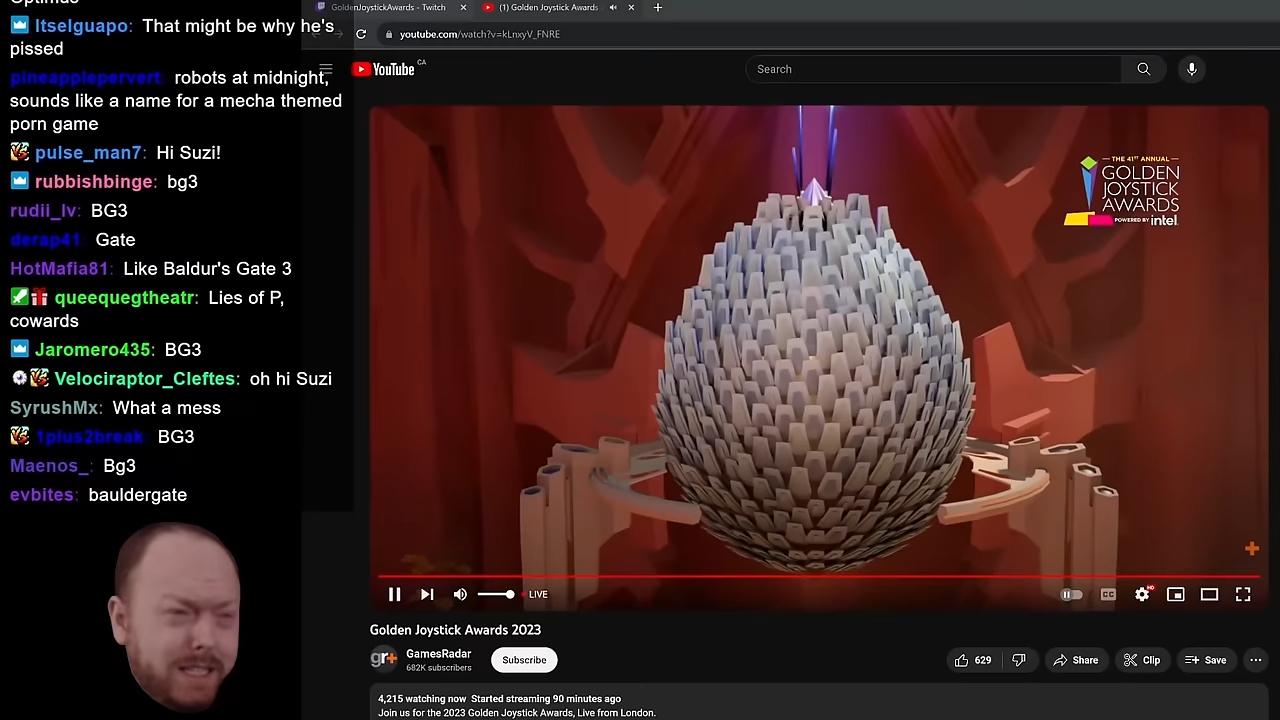 ItseIguapo: That might be why he's
pissed
pineapplepervert: robots at midnight,
sounds like a name for a mecha themed
porn game
pulse_man7: Hi Suzi!
rubbishbinge: bg3
rudii_lv: BG3
derap41: Gate
HotMafia81: Like Baldur's Gate 3
queequegtheatr: Lies of P,
cowards
Jaromero435: BG3
Velociraptor_Cleftes: oh hi Suzi
SyrushMx: What a mess
1plus2break: BG3
Maenos_: Bg3
evbites: bauldergate
GoldenJoystickAwards - Twitch
(1) Golden Joystick Awards
youtube.com/watch?v=kLnxyV_FNRE
YouTube CA
Search
THE 41ST ANNUAL
GOLDEN
JOYSTICK
AWARDS
POWERED BY intel.
LIVE
CC
HD
Golden Joystick Awards 2023
gr+
GamesRadar
682K subscribers
Subscribe
629
Share
Clip
Save
4,215 watching now Started streaming 90 minutes ago
Join us for the 2023 Golden Joystick Awards, Live from London.